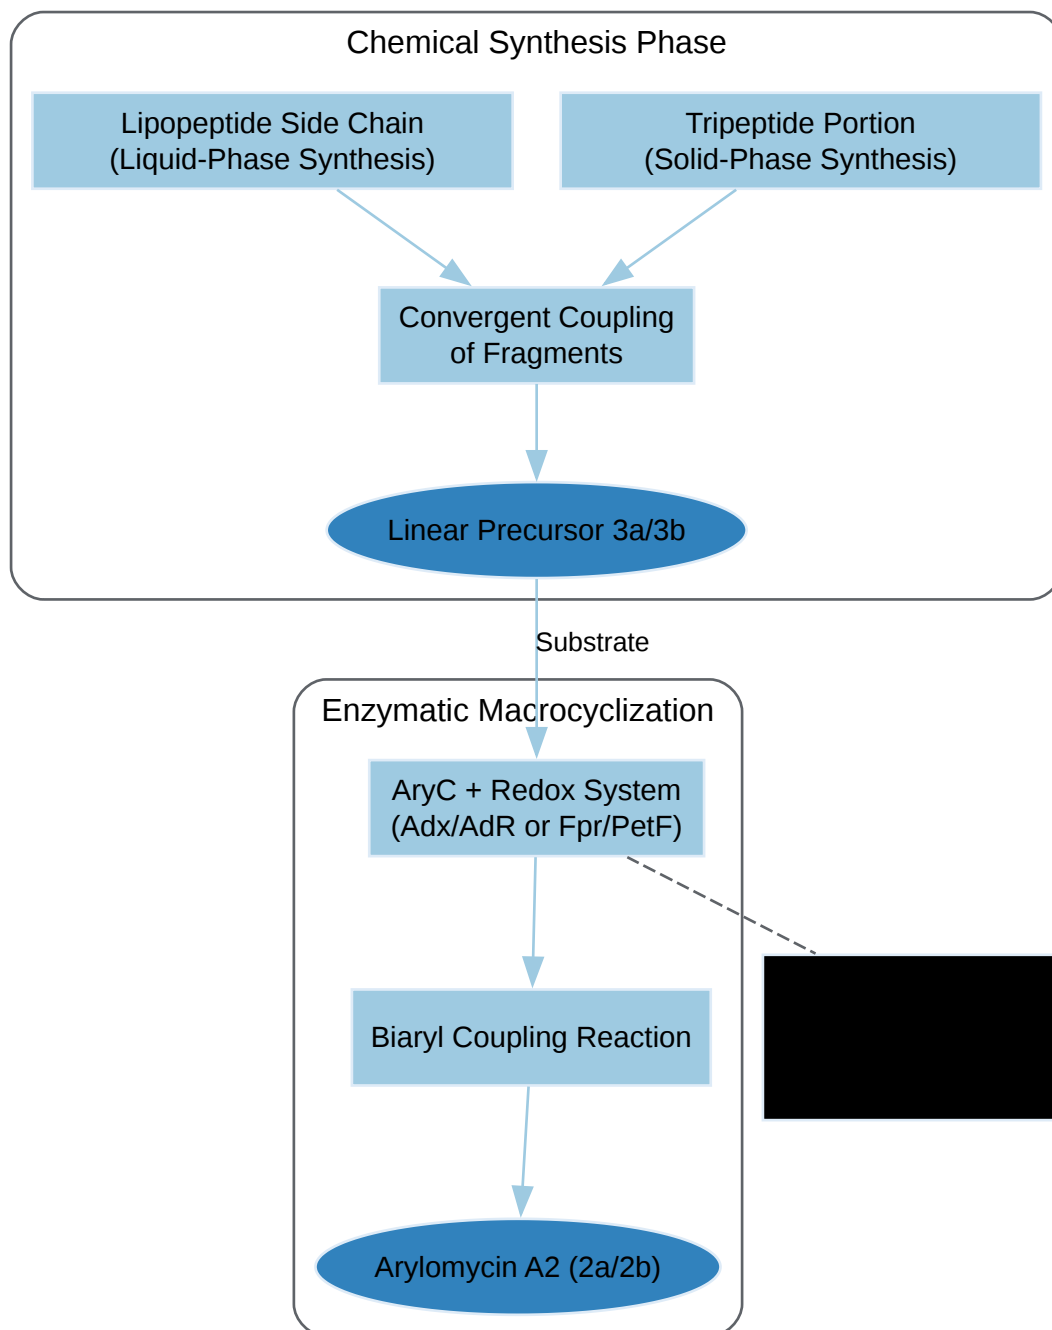 Chemical Synthesis Phase
Lipopeptide Side Chain
(Liquid-Phase Synthesis)
Tripeptide Portion
(Solid-Phase Synthesis)
Convergent Coupling
of Fragments
Linear Precursor 3a/3b
Substrate
Enzymatic Macrocyclization
AryC + Redox System
(Adx/AdR or Fpr/PetF)
Biaryl Coupling Reaction
Arylomycin A2 (2a/2b)